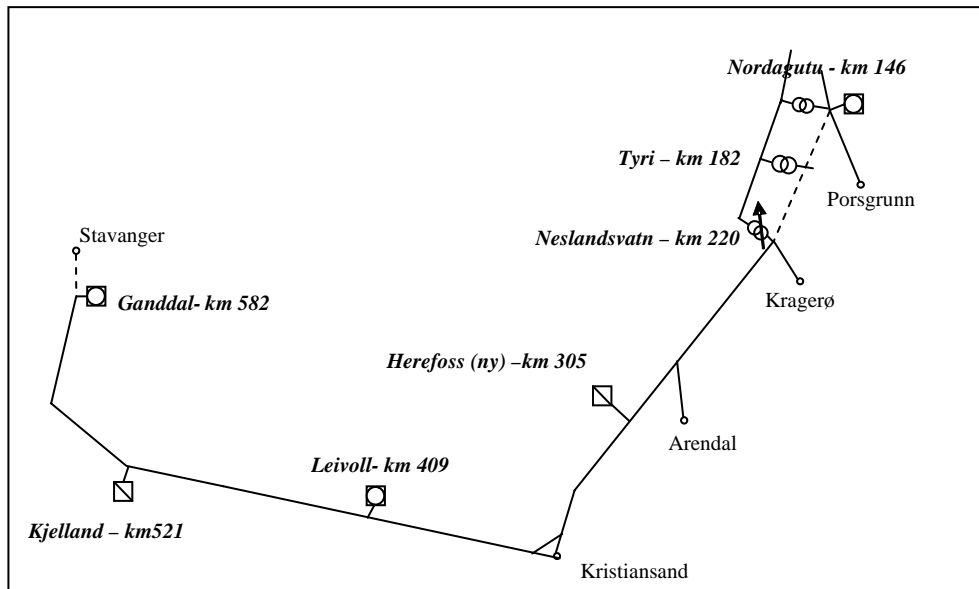 Nordagutu - km 146
Tyri – km 182
Porsgrunn
Stavanger
Neslandsvatn – km 220
Kragerø
Ganddal- km 582
Herefoss (ny) –km 305
Arendal
Leivoll- km 409
Kjelland – km521
Kristiansand